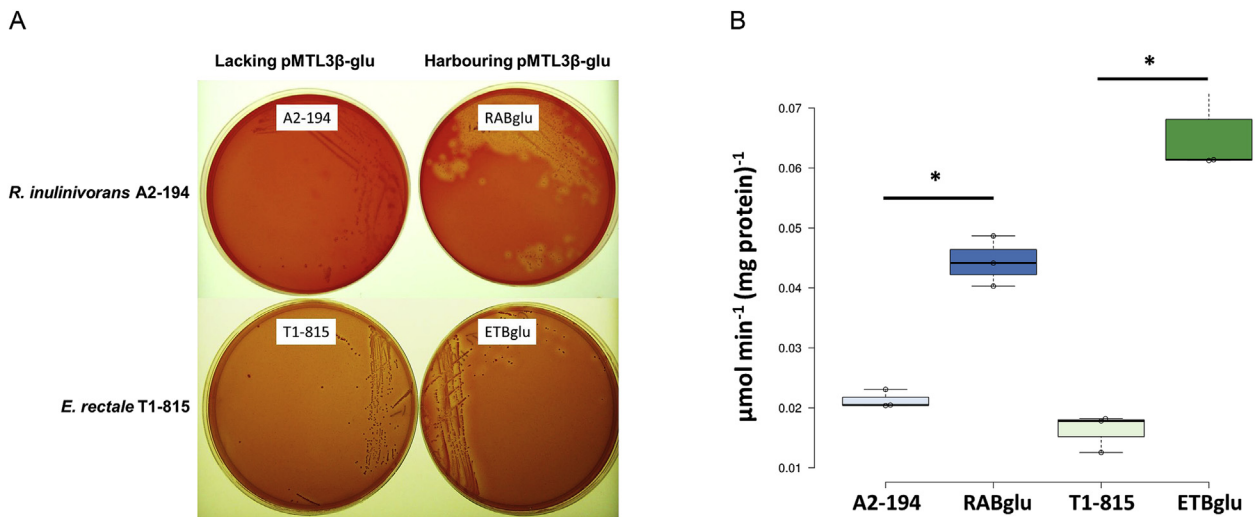 A
Lacking pMTL3β-glu
Harbouring pMTL3β-glu
A2-194
RABglu
R. inulinivorans A2-194
T1-815
ETBglu
E. rectale T1-815
B
*
*
0.07
0.06
0.05
0.04
0.03
0.02
0.01
µmol min⁻¹ (mg protein)⁻¹
A2-194
RABglu
T1-815
ETBglu